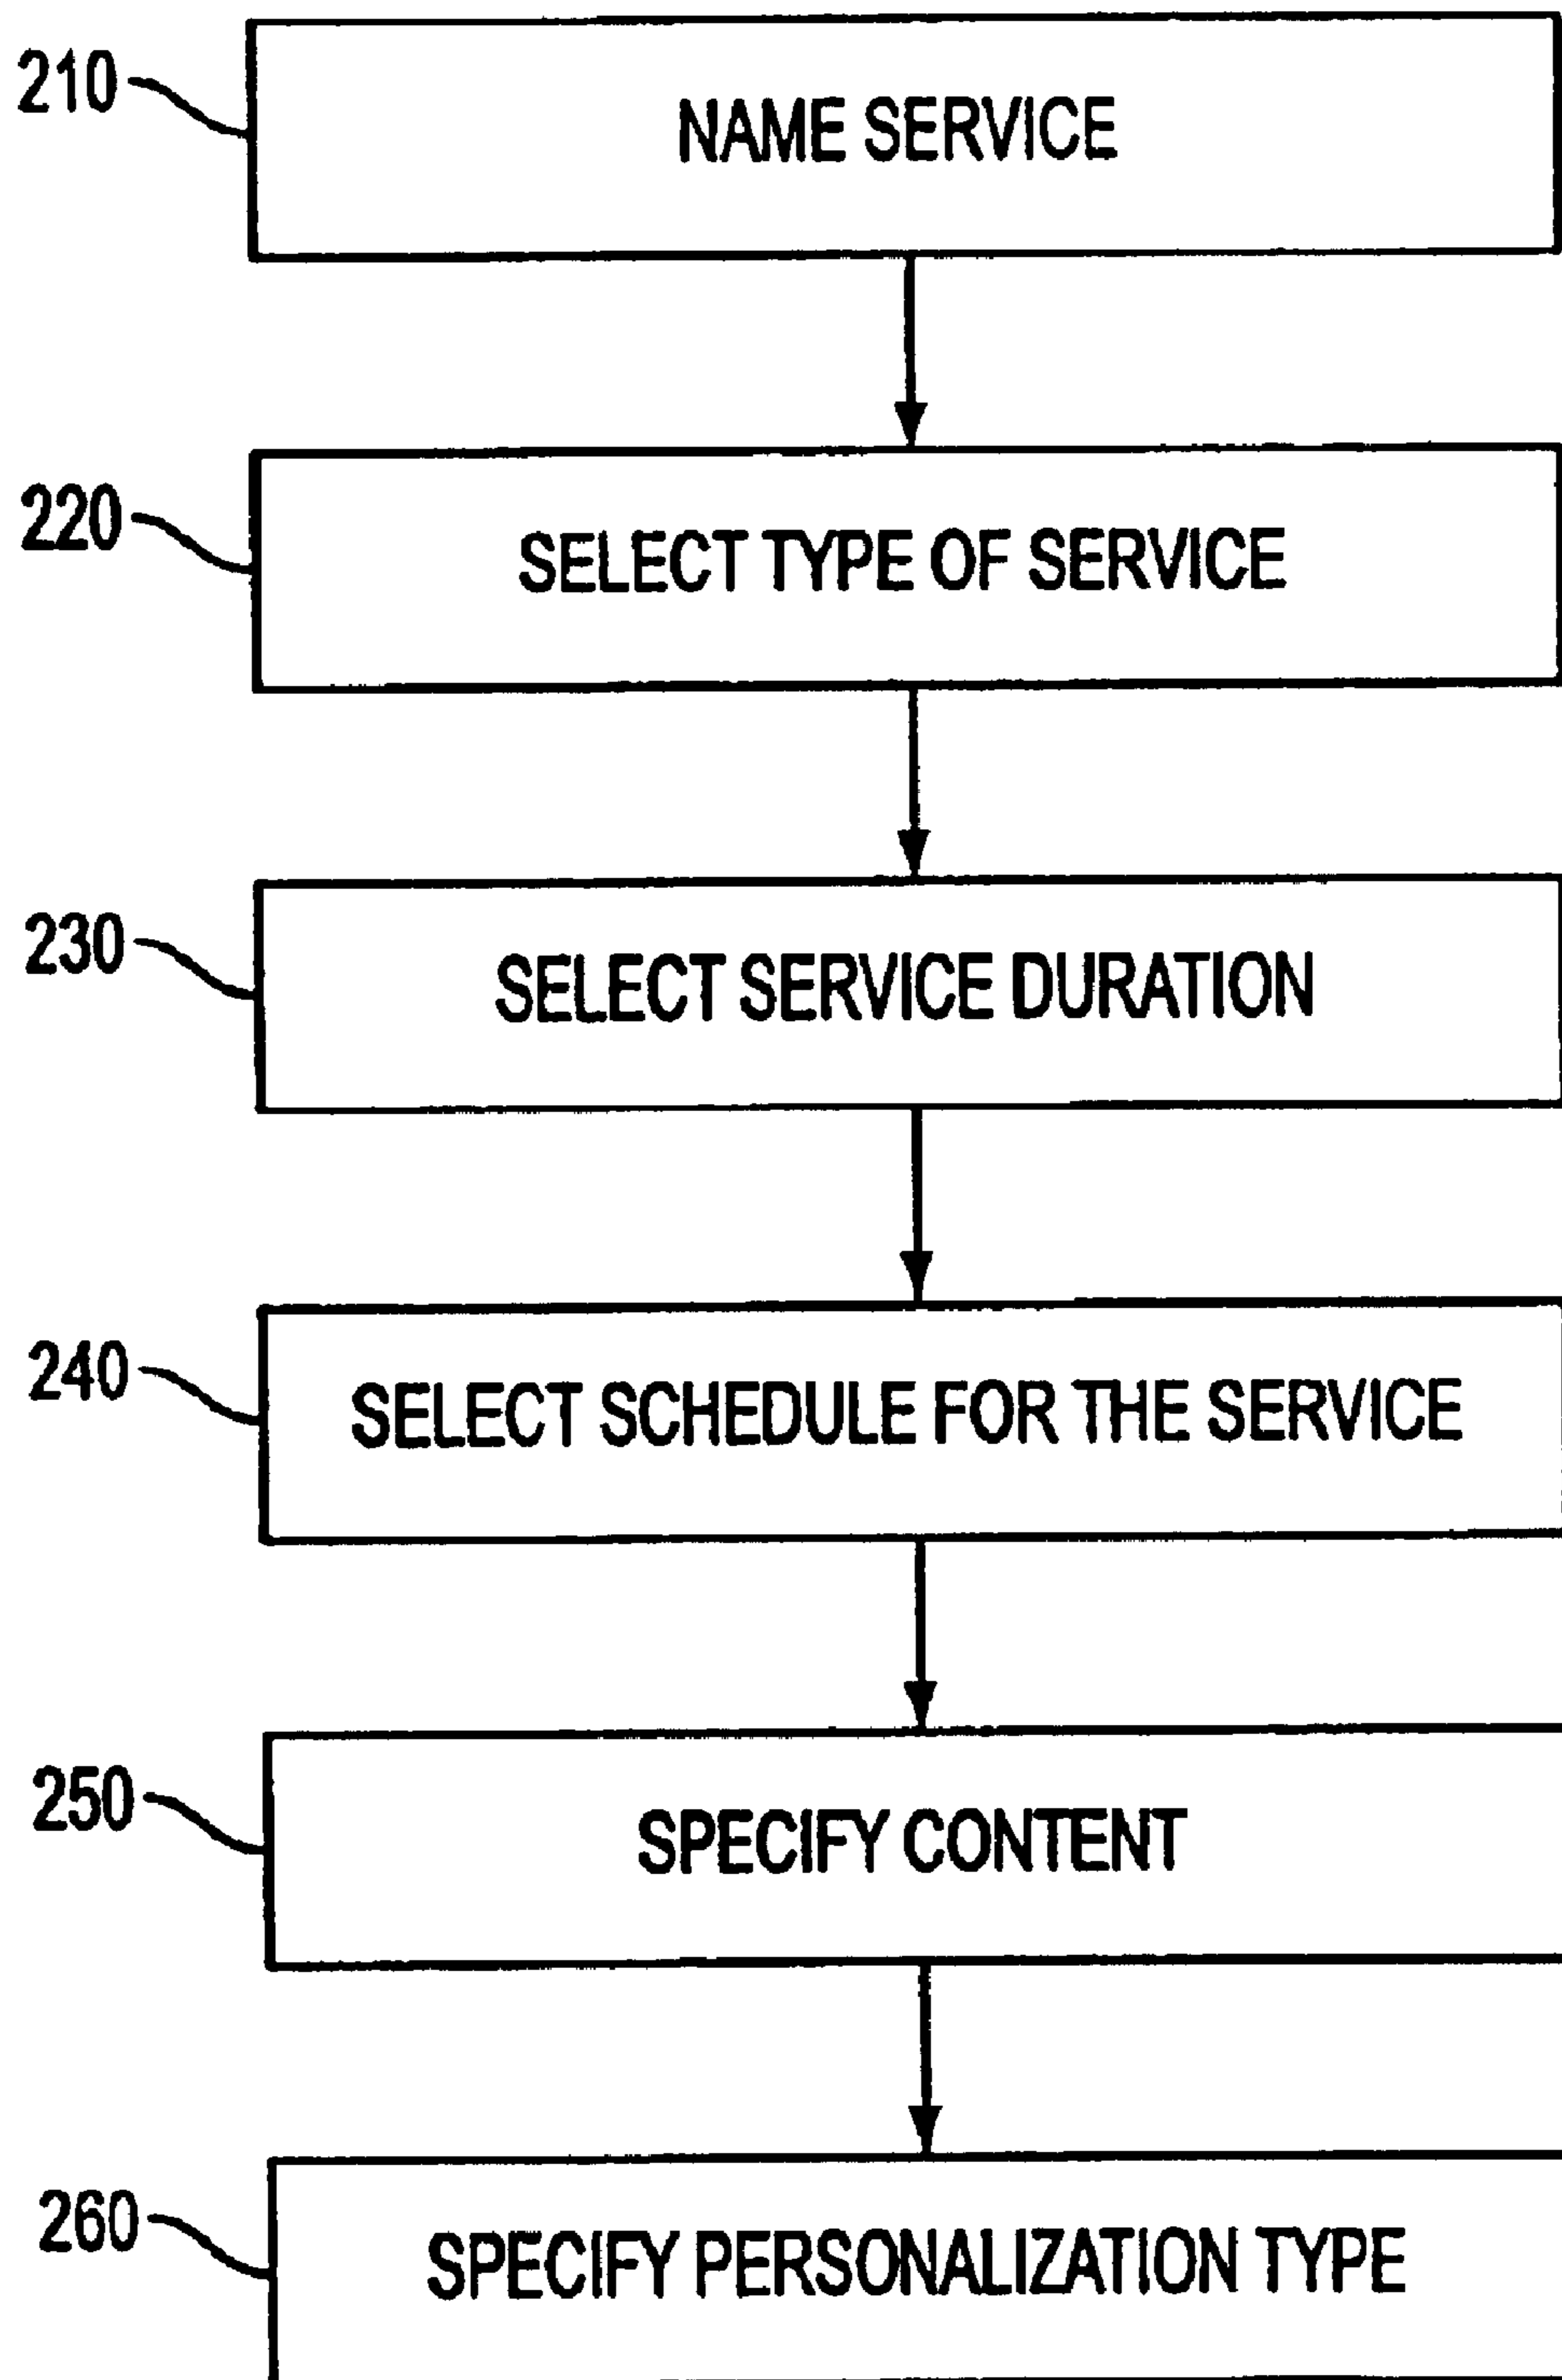 210
NAME SERVICE
220
SELECT TYPE OF SERVICE
230
SELECT SERVICE DURATION
240
SELECT SCHEDULE FOR THE SERVICE
250
SPECIFY CONTENT
260
SPECIFY PERSONALIZATION TYPE